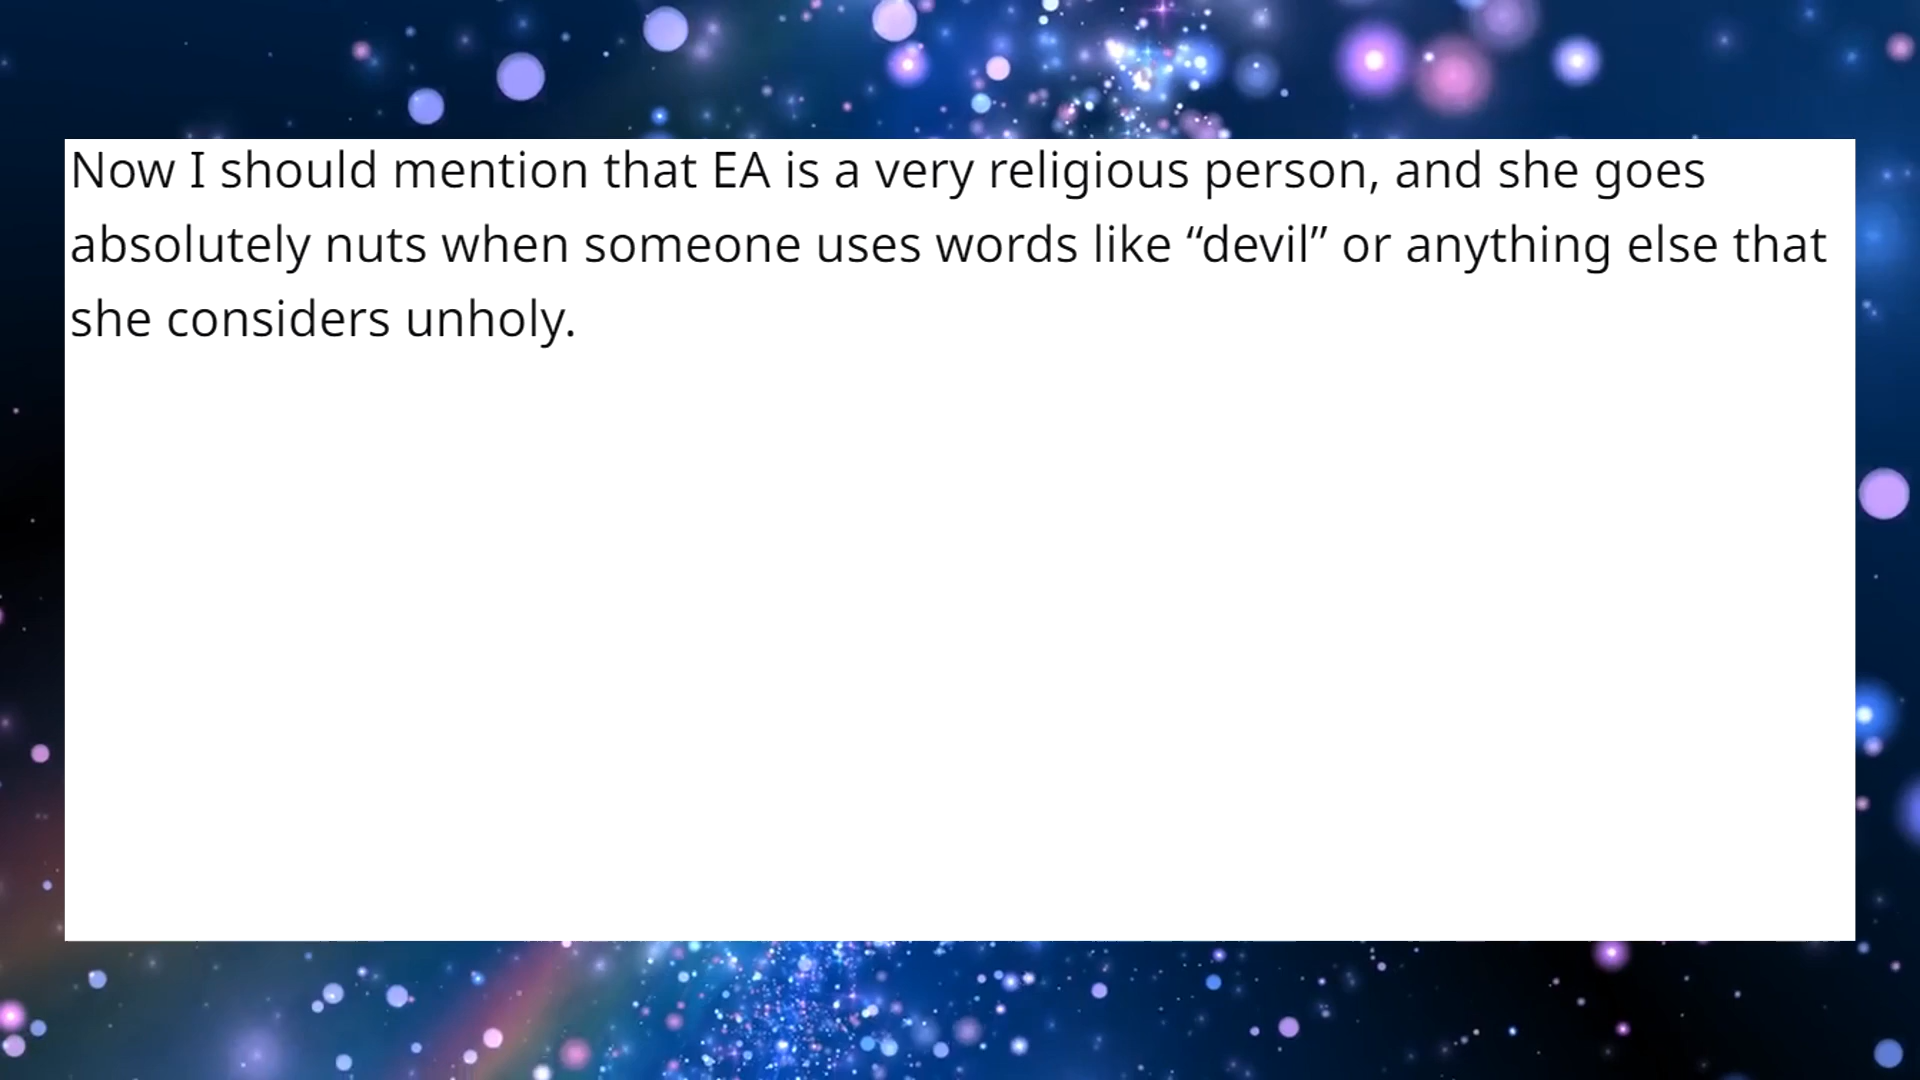 Now I should mention that EA is a very religious person, and she goes
absolutely nuts when someone uses words like “devil” or anything else that
she considers unholy.